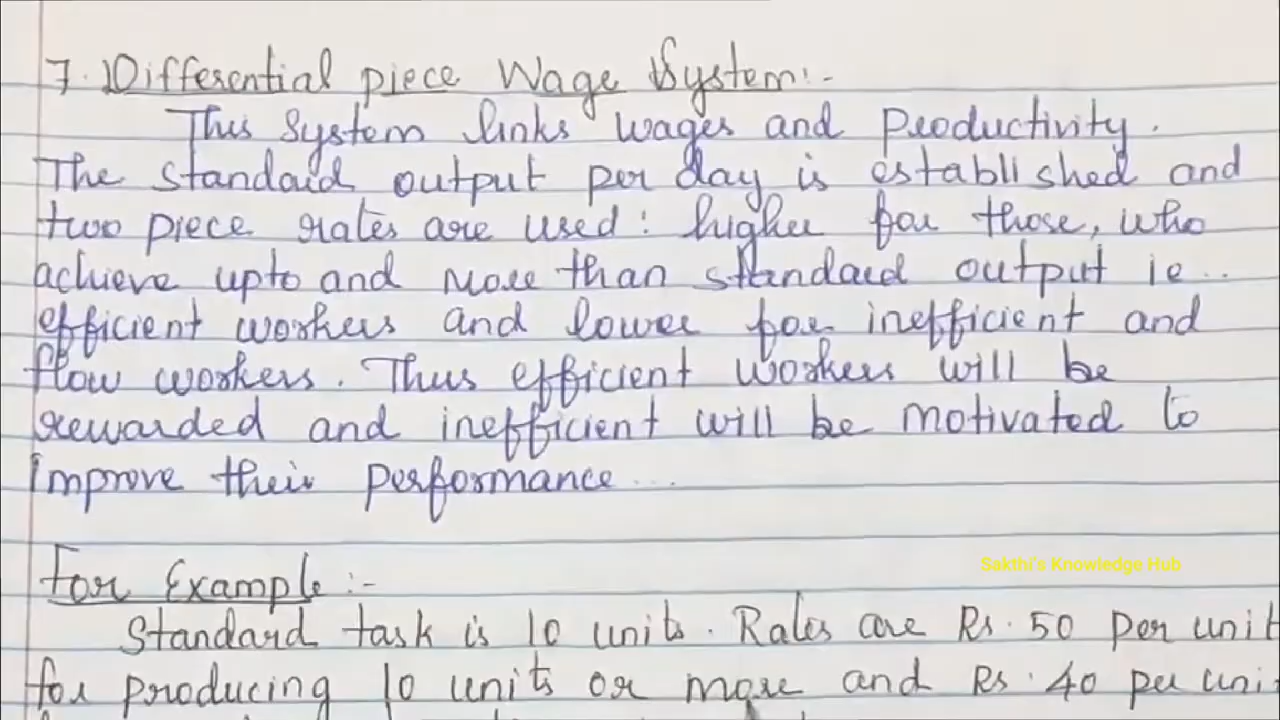 7. Differential piece Wage System:-
This System links wages and Productivity.
The standard output per day is established and
two piece rates are used : higher for those, who
achieve upto and More than standard output ie..
efficient workers and lower for inefficient and
flow workers. Thus efficient workers will be
rewarded and inefficient will be motivated to
improve their performance...
For Example :-
Sakthi's Knowledge Hub
Standard task is 10 units. Rates are Rs. 50 Per unit
for producing 10 units or more and Rs. 40 per uni